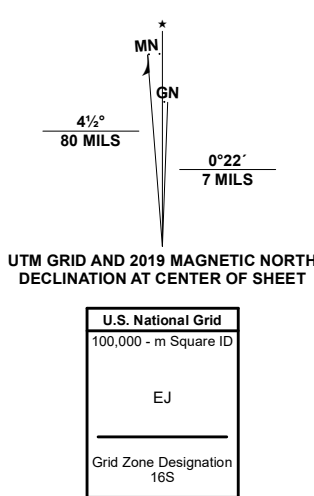 ★
MN
GN
4½°
80 MILS
0°22´
7 MILS
UTM GRID AND 2019 MAGNETIC NORTH
DECLINATION AT CENTER OF SHEET
U.S. National Grid
100,000 - m Square ID
EJ
Grid Zone Designation
16S